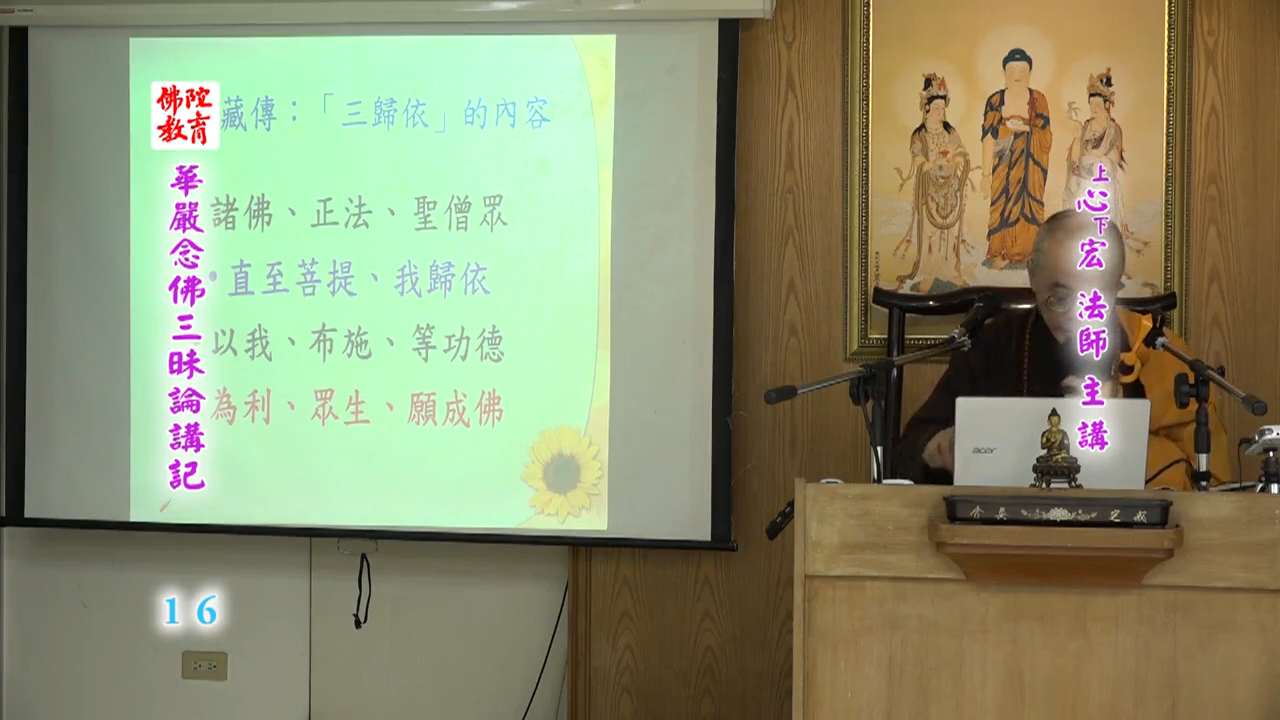 佛陀
教育
華嚴念佛三昧論講記
16
藏傳：「三歸依」的內容
諸佛、正法、聖僧眾
• 直至菩提、我歸依
以我、布施、等功德
為利、眾生、願成佛
上心下宏 法師 主講
acer